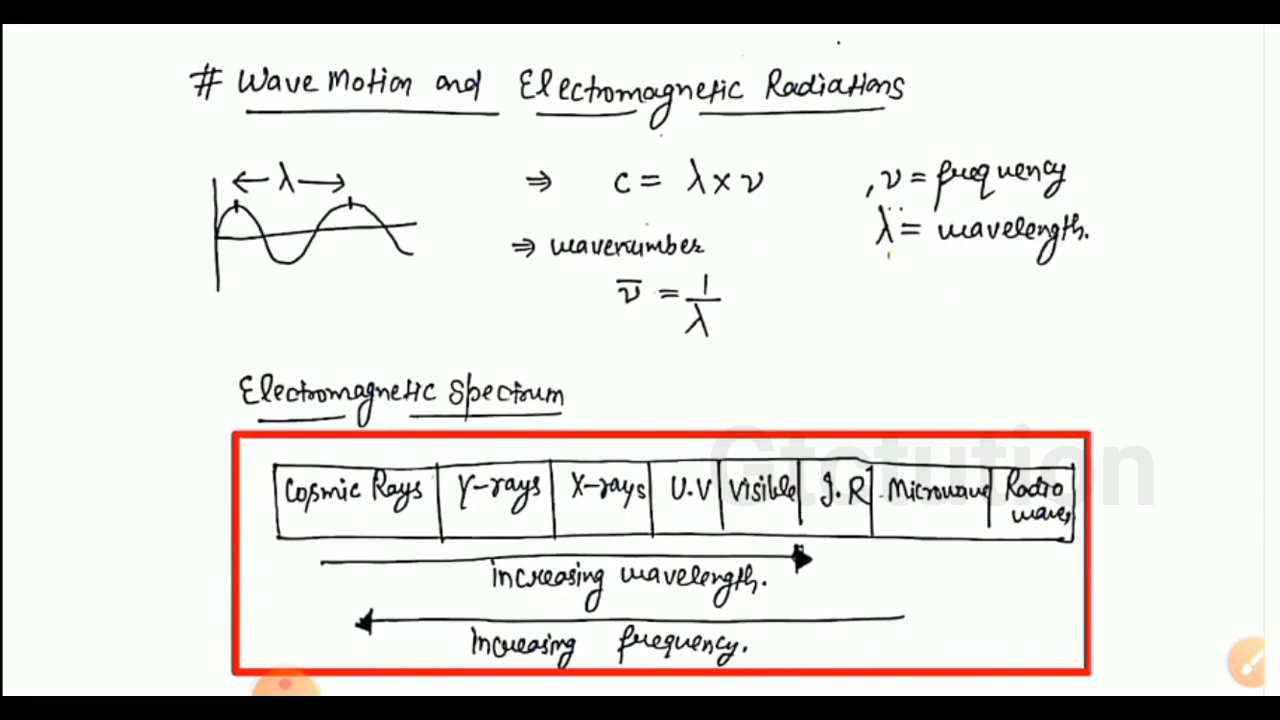 # Wave Motion and Electromagnetic Radiations
← λ →
⇒ c = λ × ν
, ν = frequency
λ = wavelength.
⇒ wavenumber
ν̅ = 1/λ
Electromagnetic Spectrum
Gtctution
Cosmic Rays | γ-rays | X-rays | U.V | Visible | I.R | Microwave | Radio waves
increasing wavelength.
Increasing frequency.